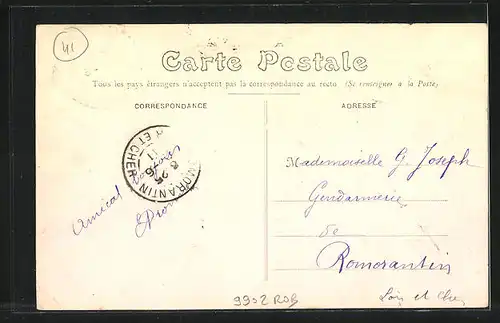 41
Carte Postale
Tous les pays étrangers n'acceptent pas la correspondance au recto (Se renseigner à la Poste)
CORRESPONDANCE
ADRESSE
ROMORANTIN
ET CHER
Mademoiselle G. Joseph
Gendarmerie
de
Romorantin
Loir et Cher
Amical
9902 ROB